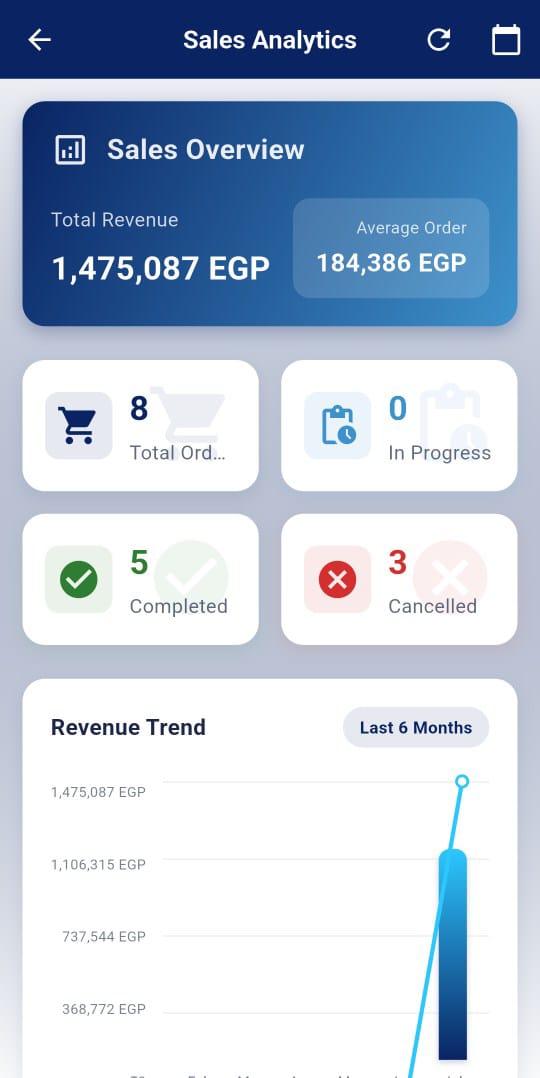 Sales Analytics
Sales Overview
Total Revenue
1,475,087 EGP
Average Order
184,386 EGP
8
Total Ord...
0
In Progress
5
Completed
3
Cancelled
Revenue Trend
Last 6 Months
1,475,087 EGP
1,106,315 EGP
737,544 EGP
368,772 EGP